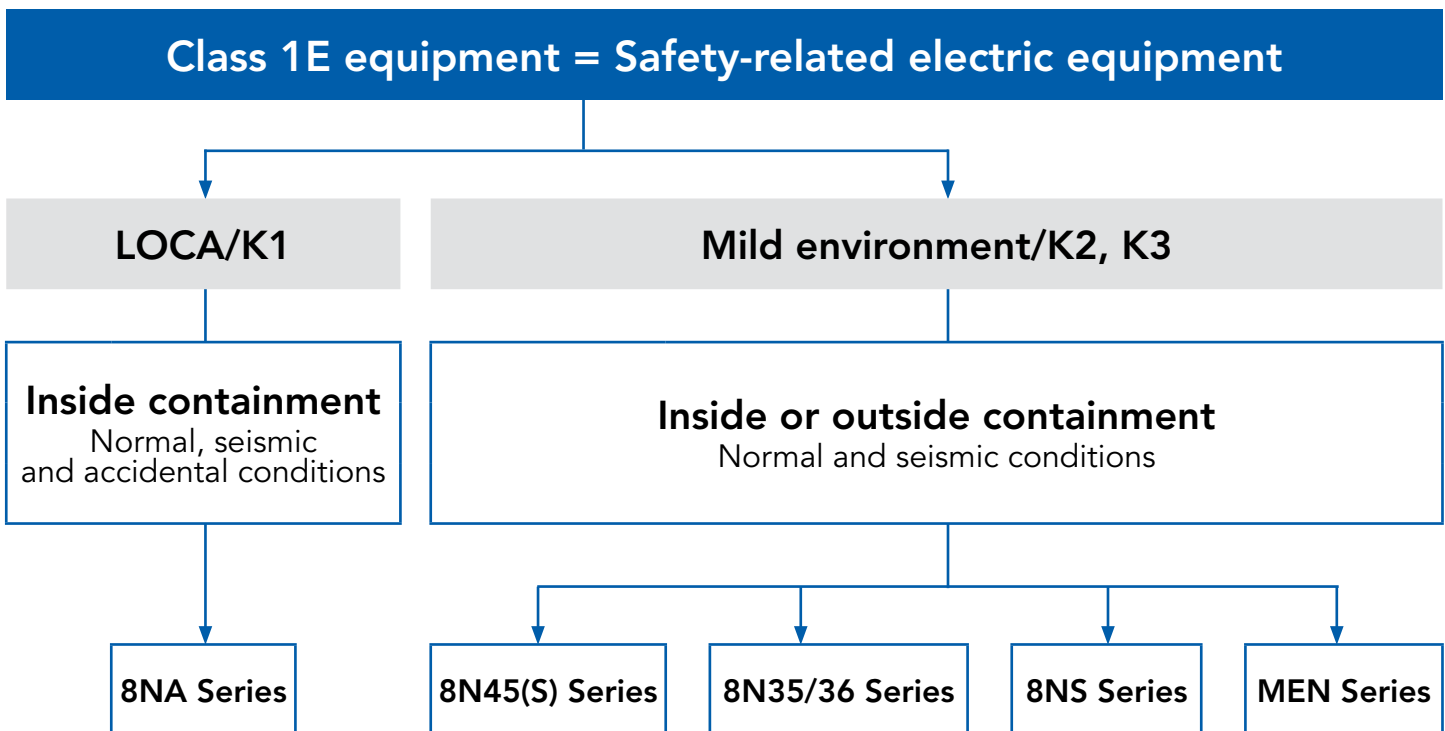 Class 1E equipment = Safety-related electric equipment
LOCA/K1
Mild environment/K2, K3
Inside containment
Normal, seismic
and accidental conditions
Inside or outside containment
Normal and seismic conditions
8NA Series
8N45(S) Series
8N35/36 Series
8NS Series
MEN Series